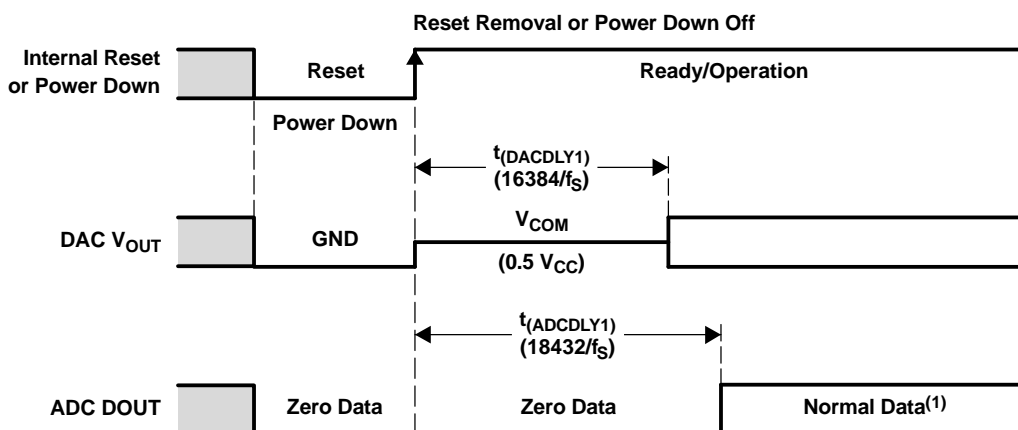 Reset Removal or Power Down Off
Internal Reset
or Power Down
Reset
Ready/Operation
Power Down
t(DACDLY1)
(16384/fS)
DAC VOUT
GND
VCOM
(0.5 VCC)
t(ADCDLY1)
(18432/fS)
ADC DOUT
Zero Data
Zero Data
Normal Data(1)